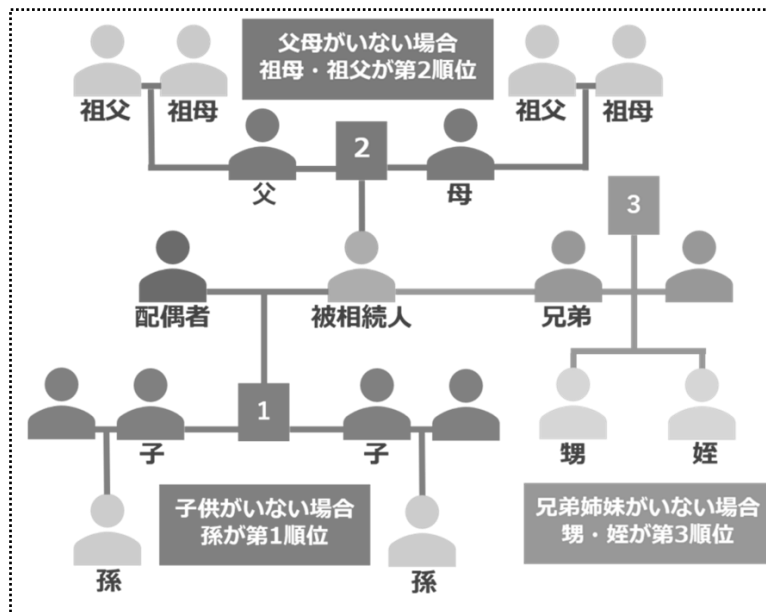 父母がいない場合
祖母・祖父が第2順位
祖父
祖母
祖父
祖母
2
父
母
3
配偶者
被相続人
兄弟
1
子
子
甥
姪
子供がいない場合
孫が第1順位
兄弟姉妹がいない場合
甥・姪が第3順位
孫
孫